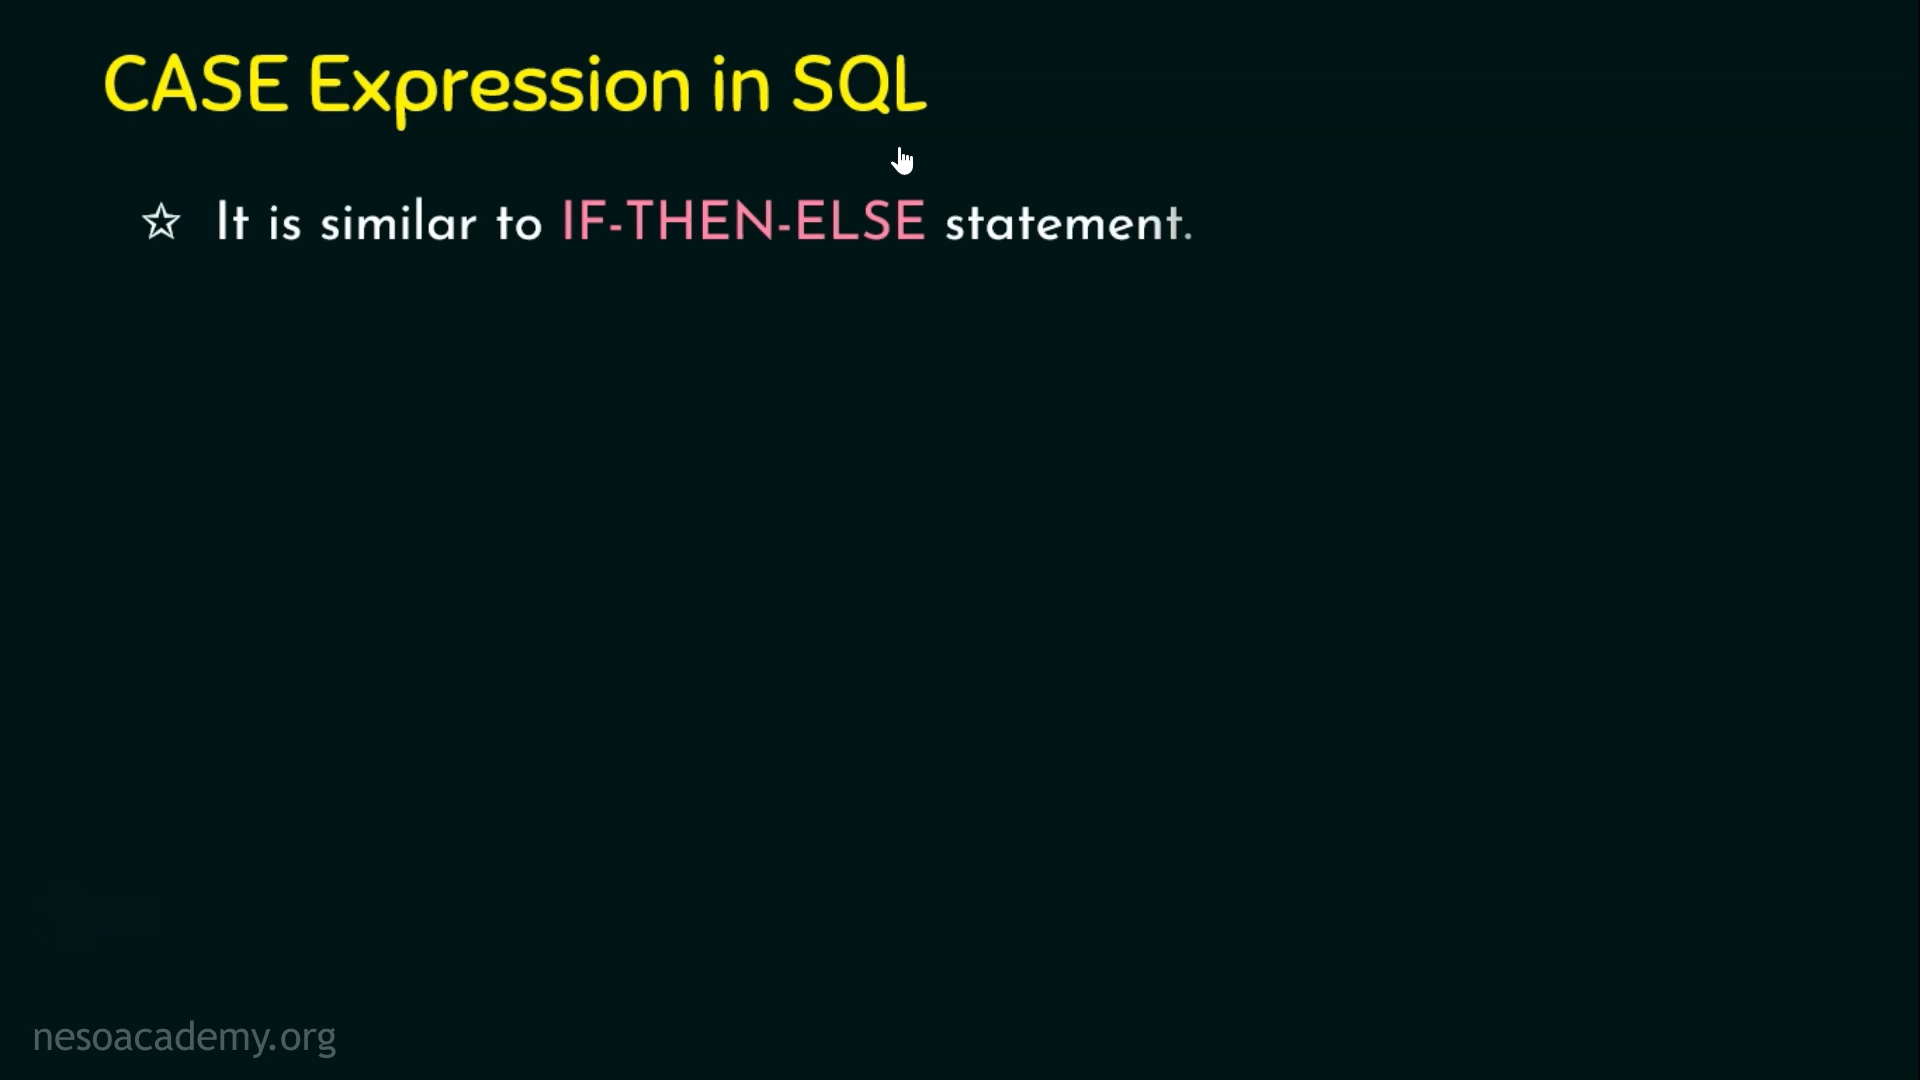 CASE Expression in SQL
☆ It is similar to IF-THEN-ELSE statement.
nesoacademy.org